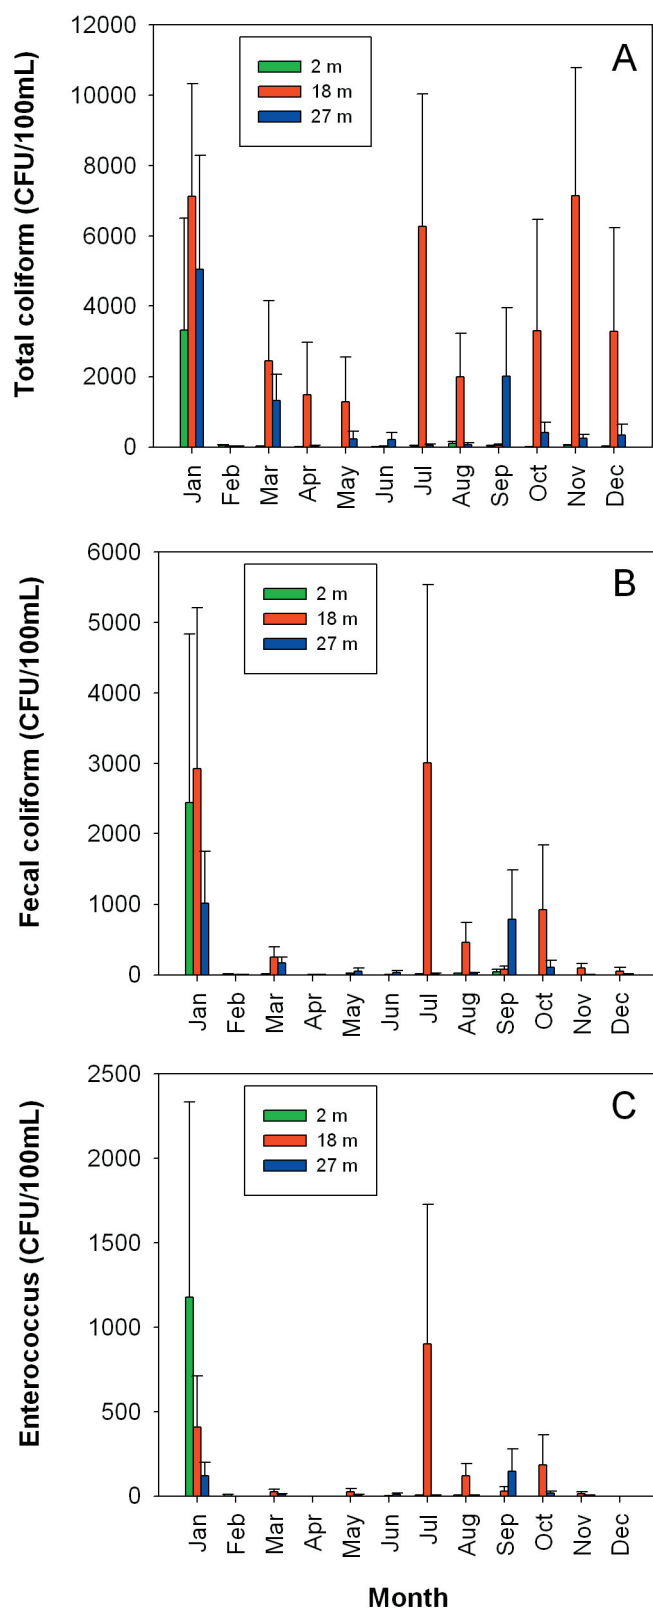 A
Total coliform (CFU/100mL)
12000
10000
8000
6000
4000
2000
0
2 m
18 m
27 m
Jan Feb Mar Apr May Jun Jul Aug Sep Oct Nov Dec
B
Fecal coliform (CFU/100mL)
6000
5000
4000
3000
2000
1000
0
2 m
18 m
27 m
Jan Feb Mar Apr May Jun Jul Aug Sep Oct Nov Dec
C
Enterococcus (CFU/100mL)
2500
2000
1500
1000
500
0
2 m
18 m
27 m
Jan Feb Mar Apr May Jun Jul Aug Sep Oct Nov Dec
Month